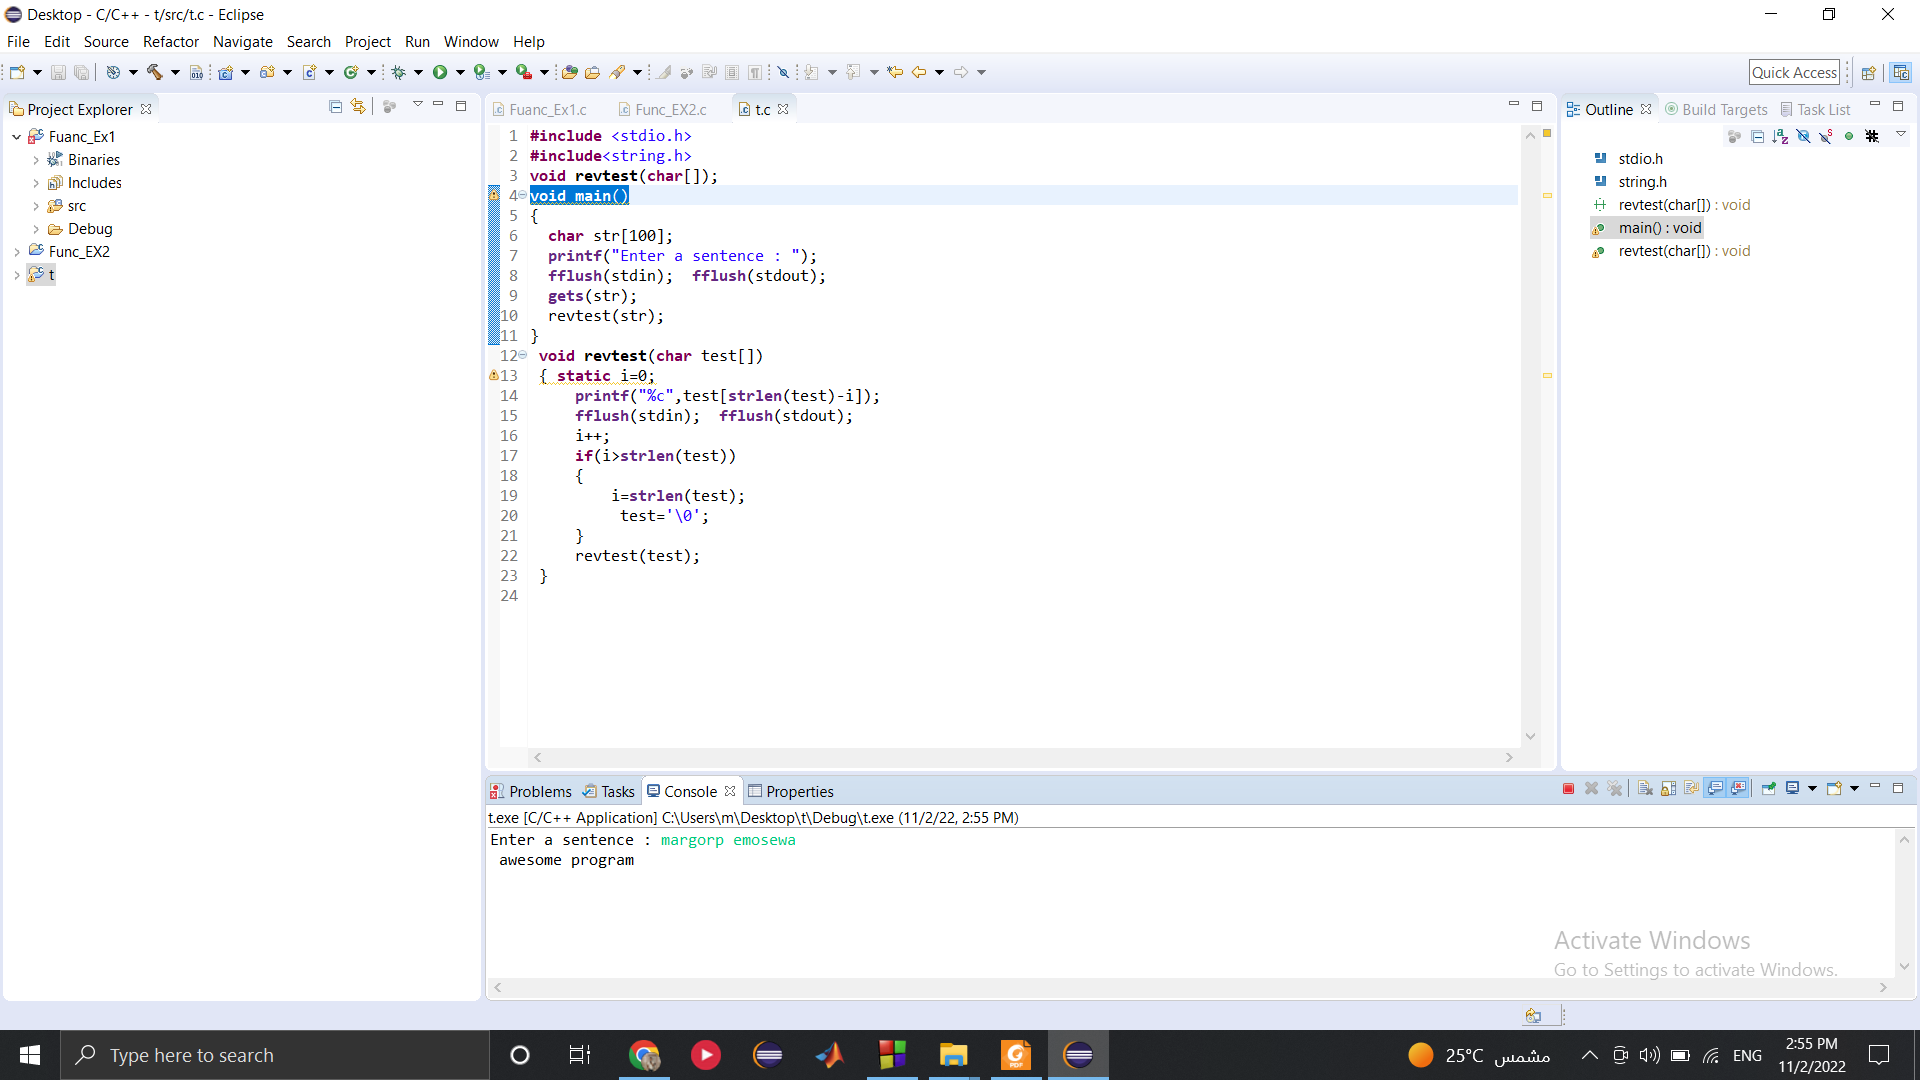 Desktop - C/C++ - t/src/t.c - Eclipse
File Edit Source Refactor Navigate Search Project Run Window Help
Quick Access
Project Explorer
Fuanc_Ex1
Binaries
Includes
src
Debug
Func_EX2
t
Fuanc_Ex1.c Func_EX2.c t.c
1 #include <stdio.h>
2 #include<string.h>
3 void revtest(char[]);
4 void main()
5 {
6 char str[100];
7 printf("Enter a sentence : ");
8 fflush(stdin); fflush(stdout);
9 gets(str);
10 revtest(str);
11 }
12 void revtest(char test[])
13 { static i=0;
14 printf("%c",test[strlen(test)-i]);
15 fflush(stdin); fflush(stdout);
16 i++;
17 if(i>strlen(test))
18 {
19 i=strlen(test);
20 test='\0';
21 }
22 revtest(test);
23 }
24
Outline Build Targets Task List
stdio.h
string.h
revtest(char[]) : void
main() : void
revtest(char[]) : void
Problems Tasks Console Properties
t.exe [C/C++ Application] C:\Users\m\Desktop\t\Debug\t.exe (11/2/22, 2:55 PM)
Enter a sentence : margorp emosewa
awesome program
Activate Windows
Go to Settings to activate Windows.
Type here to search
25°C مشمس
ENG
2:55 PM
11/2/2022